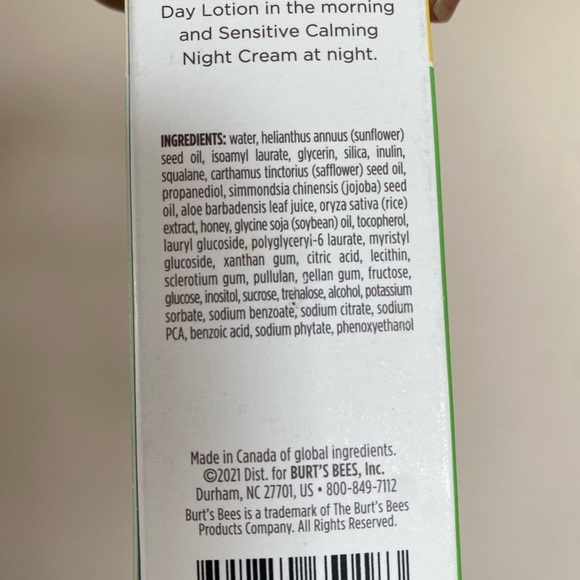 Day Lotion in the morning
and Sensitive Calming
Night Cream at night.
INGREDIENTS: water, helianthus annuus (sunflower)
seed oil, isoamyl laurate, glycerin, silica, inulin,
squalane, carthamus tinctorius (safflower) seed oil,
propanediol, simmondsia chinensis (jojoba) seed
oil, aloe barbadensis leaf juice, oryza sativa (rice)
extract, honey, glycine soja (soybean) oil, tocopherol,
lauryl glucoside, polyglyceryl-6 laurate, myristyl
glucoside, xanthan gum, citric acid, lecithin,
sclerotium gum, pullulan, gellan gum, fructose,
glucose, inositol, sucrose, trehalose, alcohol, potassium
sorbate, sodium benzoate, sodium citrate, sodium
PCA, benzoic acid, sodium phytate, phenoxyethanol
Made in Canada of global ingredients.
©2021 Dist. for BURT'S BEES, Inc.
Durham, NC 27701, US • 800-849-7112
Burt's Bees is a trademark of The Burt's Bees
Products Company. All Rights Reserved.